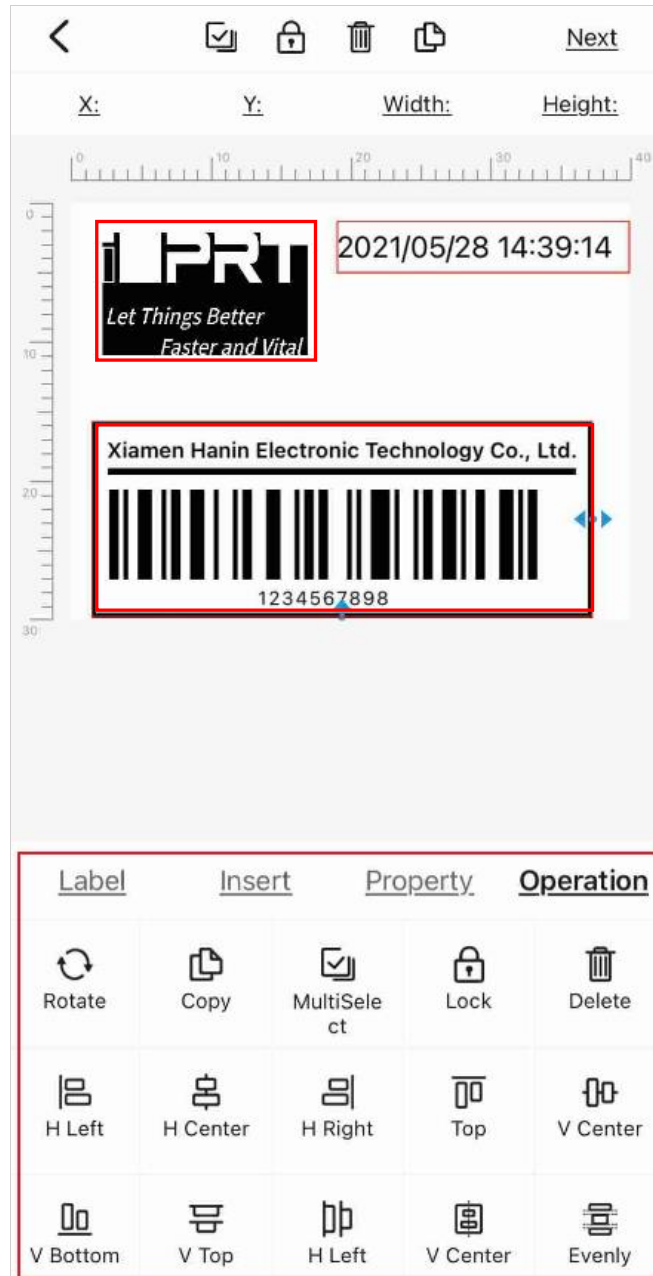 Next
X: Y: Width: Height:
0 10 20 30 40
0
PRT
2021/05/28 14:39:14
Let Things Better
Faster and Vital
10
Xiamen Hanin Electronic Technology Co., Ltd.
20
1234567898
30
Label Insert Property Operation
Rotate Copy MultiSele Lock Delete
ct
H Left H Center H Right Top V Center
V Bottom V Top H Left V Center Evenly